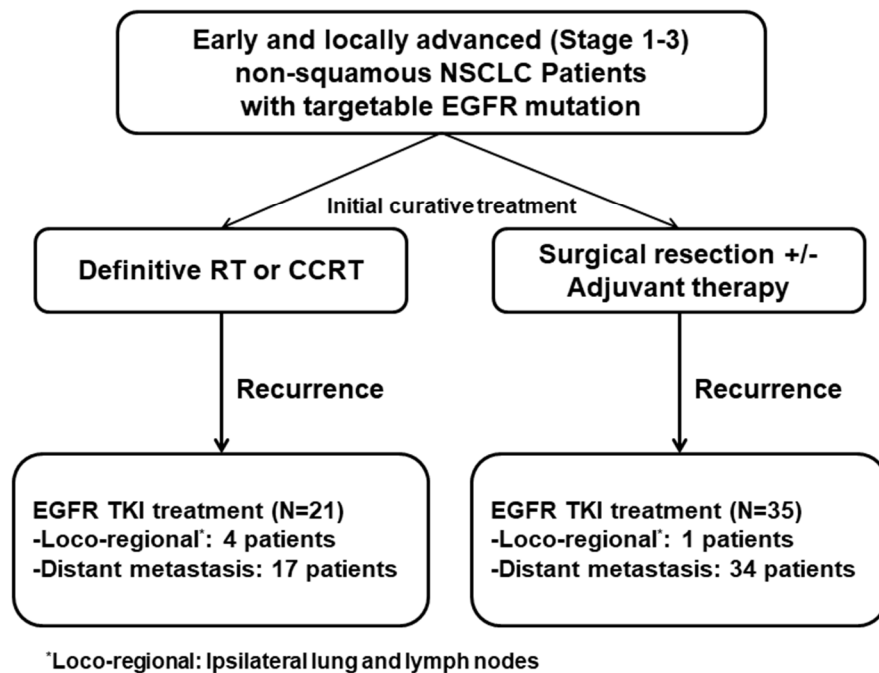 Early and locally advanced (Stage 1-3)
non-squamous NSCLC Patients
with targetable EGFR mutation
Initial curative treatment
Definitive RT or CCRT
Surgical resection +/-
Adjuvant therapy
Recurrence
Recurrence
EGFR TKI treatment (N=21)
-Loco-regional*: 4 patients
-Distant metastasis: 17 patients
EGFR TKI treatment (N=35)
-Loco-regional*: 1 patients
-Distant metastasis: 34 patients
*Loco-regional: Ipsilateral lung and lymph nodes